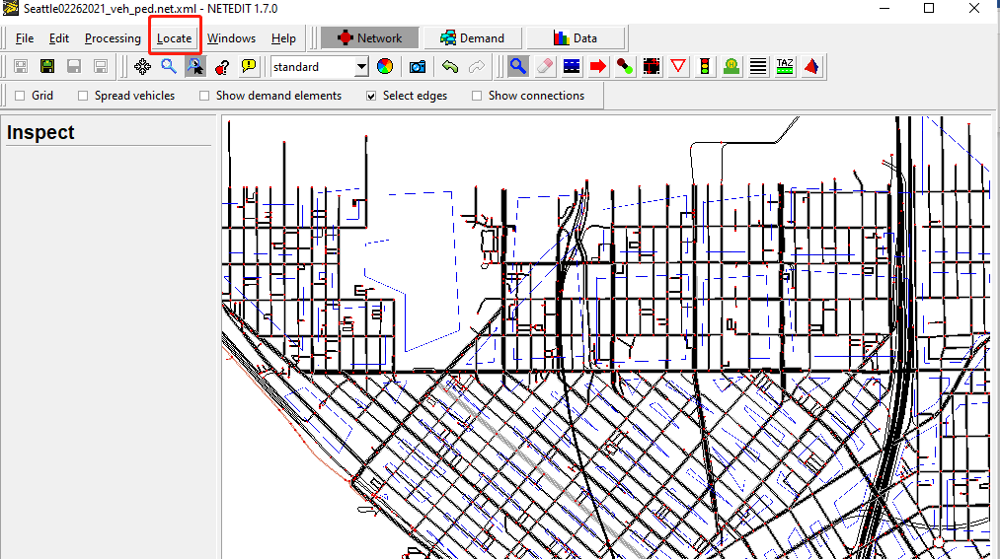 Seattle02262021_veh_ped.net.xml - NETEDIT 1.7.0
File Edit Processing Locate Windows Help Network Demand Data
standard TAZ
Grid Spread vehicles Show demand elements Select edges Show connections
Inspect